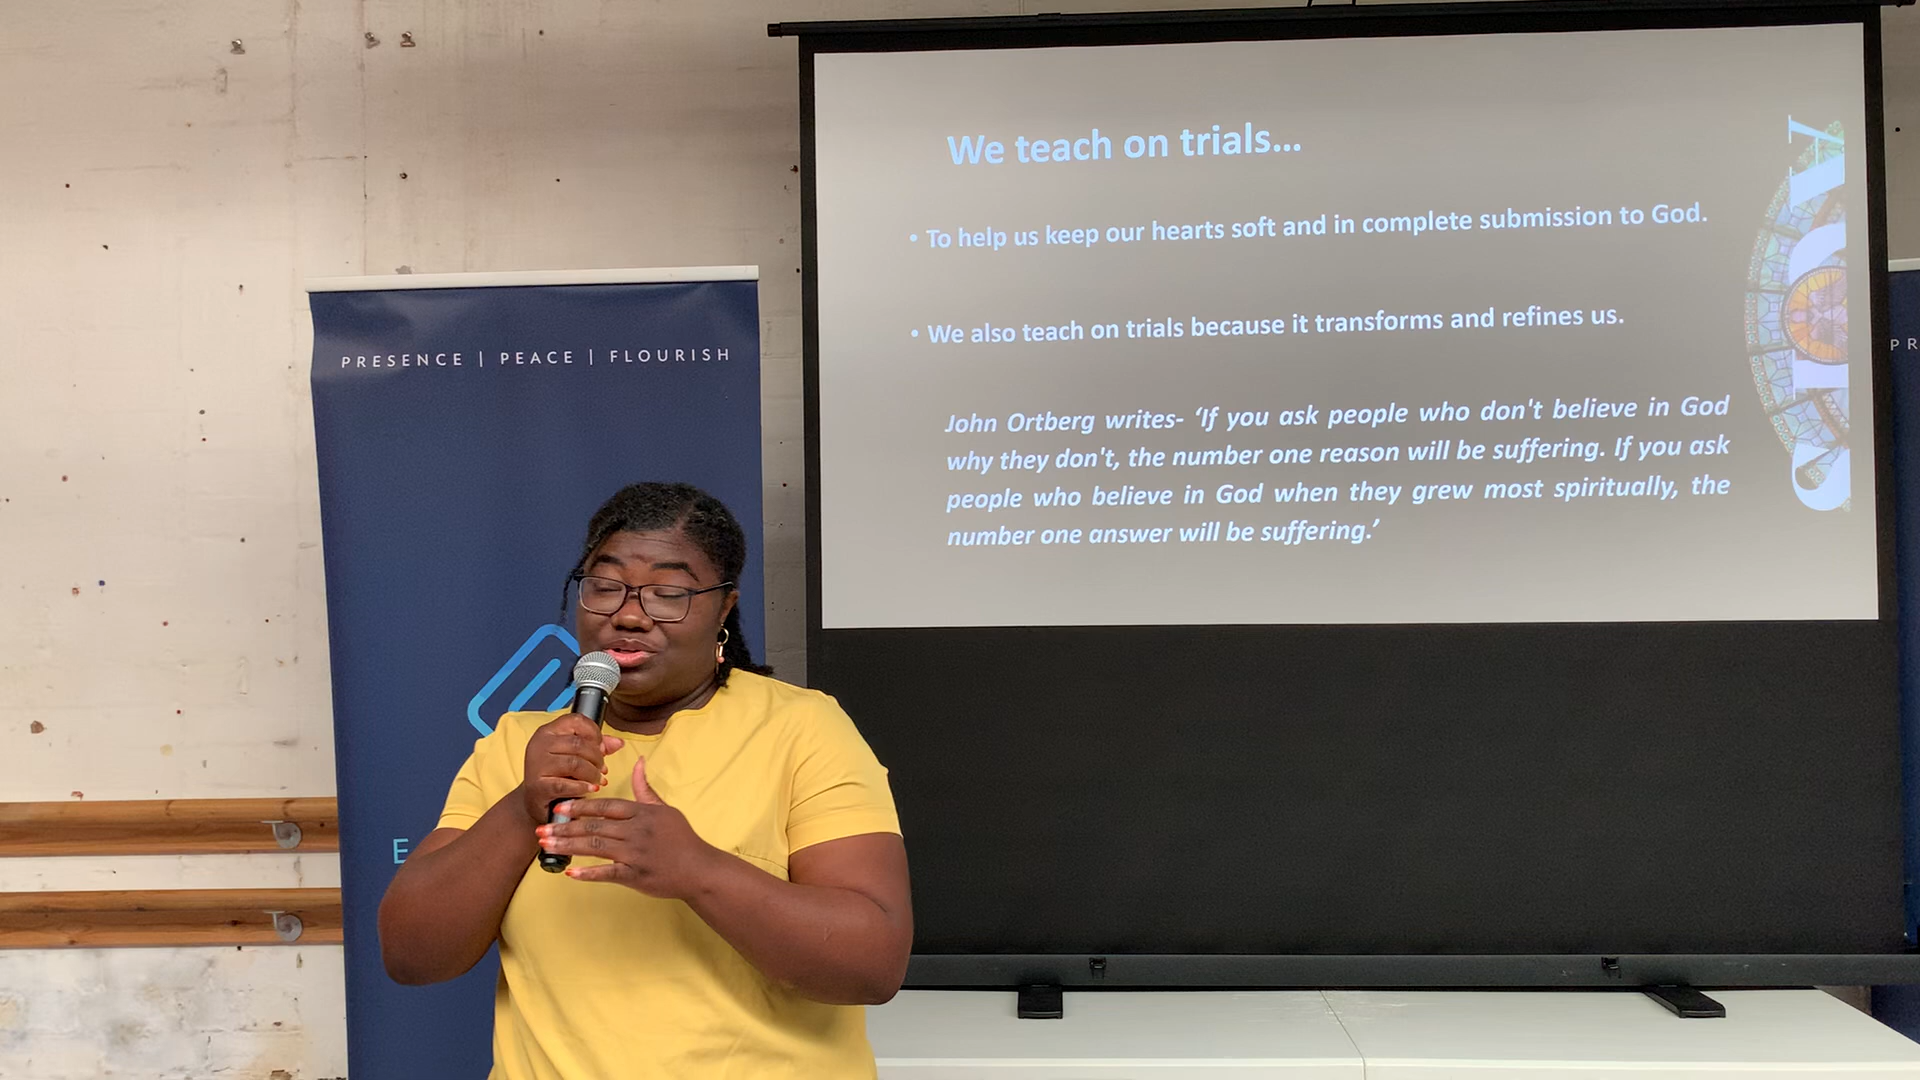 We teach on trials...
• To help us keep our hearts soft and in complete submission to God.
• We also teach on trials because it transforms and refines us.
John Ortberg writes- ‘If you ask people who don't believe in God
why they don't, the number one reason will be suffering. If you ask
people who believe in God when they grew most spiritually, the
number one answer will be suffering.’
PRESENCE | PEACE | FLOURISH
E
PR